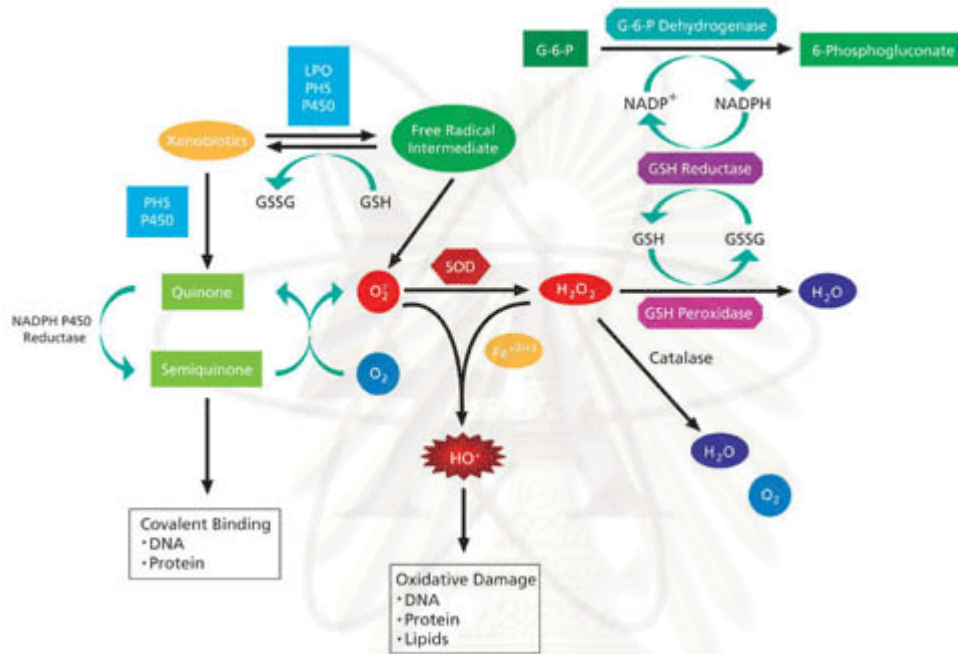 G-6-P Dehydrogenase
G-6-P
6-Phosphogluconate
LPO
PHS
P450
NADP+
NADPH
Xenobiotics
Free Radical
Intermediate
GSH Reductase
GSSG
GSH
PHS
P450
GSH
GSSG
SOD
Quinone
O₂•̄
H₂O₂
H₂O
GSH Peroxidase
NADPH P450
Reductase
Fe+2/+3
Catalase
Semiquinone
O₂
HO•
H₂O
O₂
Covalent Binding
•DNA
•Protein
Oxidative Damage
•DNA
•Protein
•Lipids